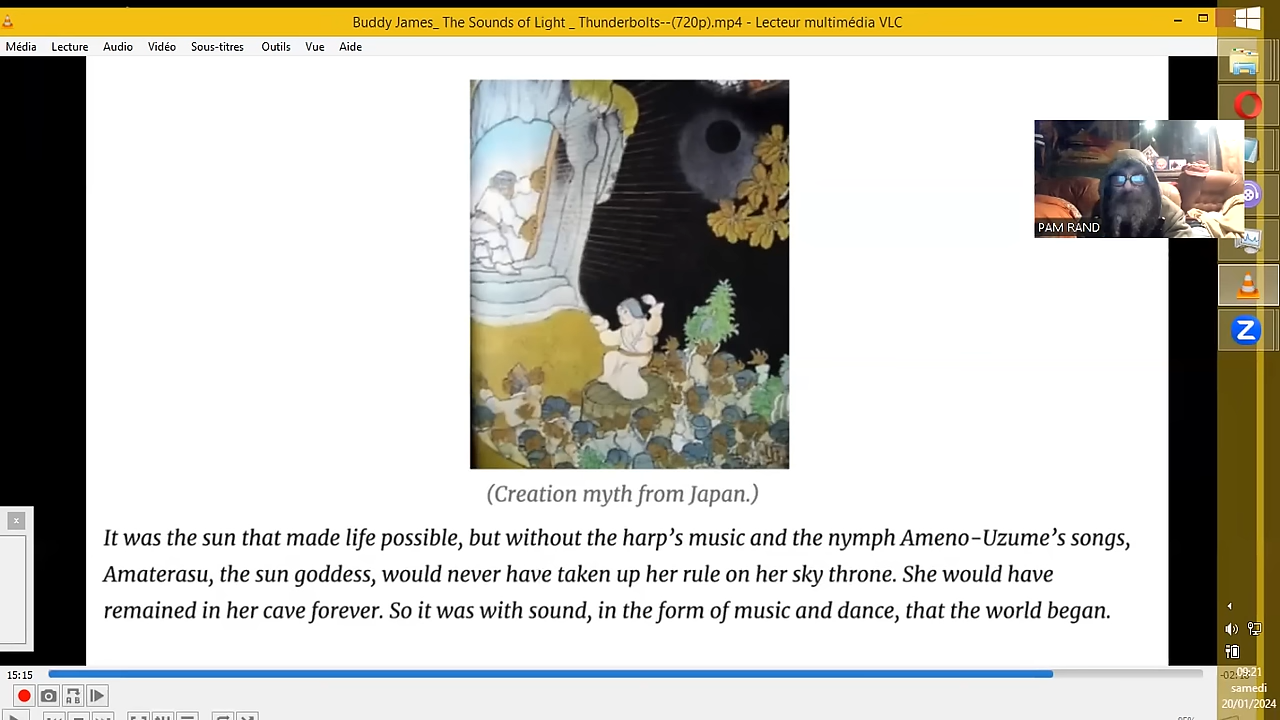 Buddy James_ The Sounds of Light _ Thunderbolts--(720p).mp4 - Lecteur multimédia VLC
Média Lecture Audio Vidéo Sous-titres Outils Vue Aide
PAM RAND
(Creation myth from Japan.)
It was the sun that made life possible, but without the harp's music and the nymph Ameno-Uzume's songs,
Amaterasu, the sun goddess, would never have taken up her rule on her sky throne. She would have
remained in her cave forever. So it was with sound, in the form of music and dance, that the world began.
15:15
09:21
samedi
20/01/2024